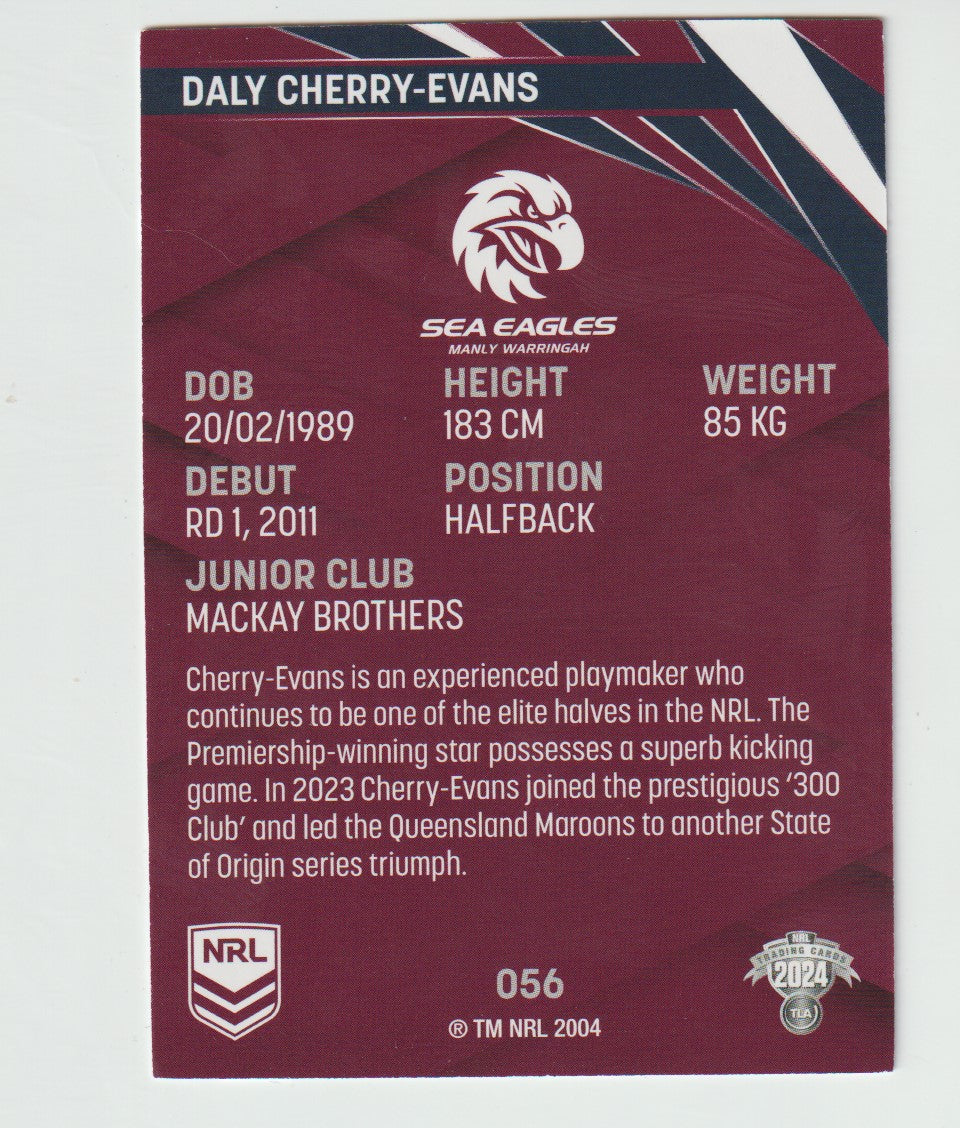 DALY CHERRY-EVANS
SEA EAGLES
MANLY WARRINGAH
DOB HEIGHT WEIGHT
20/02/1989 183 CM 85 KG
DEBUT POSITION
RD 1, 2011 HALFBACK
JUNIOR CLUB
MACKAY BROTHERS
Cherry-Evans is an experienced playmaker who
continues to be one of the elite halves in the NRL. The
Premiership-winning star possesses a superb kicking
game. In 2023 Cherry-Evans joined the prestigious ‘300
Club’ and led the Queensland Maroons to another State
of Origin series triumph.
NRL
056
® TM NRL 2004
NRL
TRADING CARDS
2024
TLA